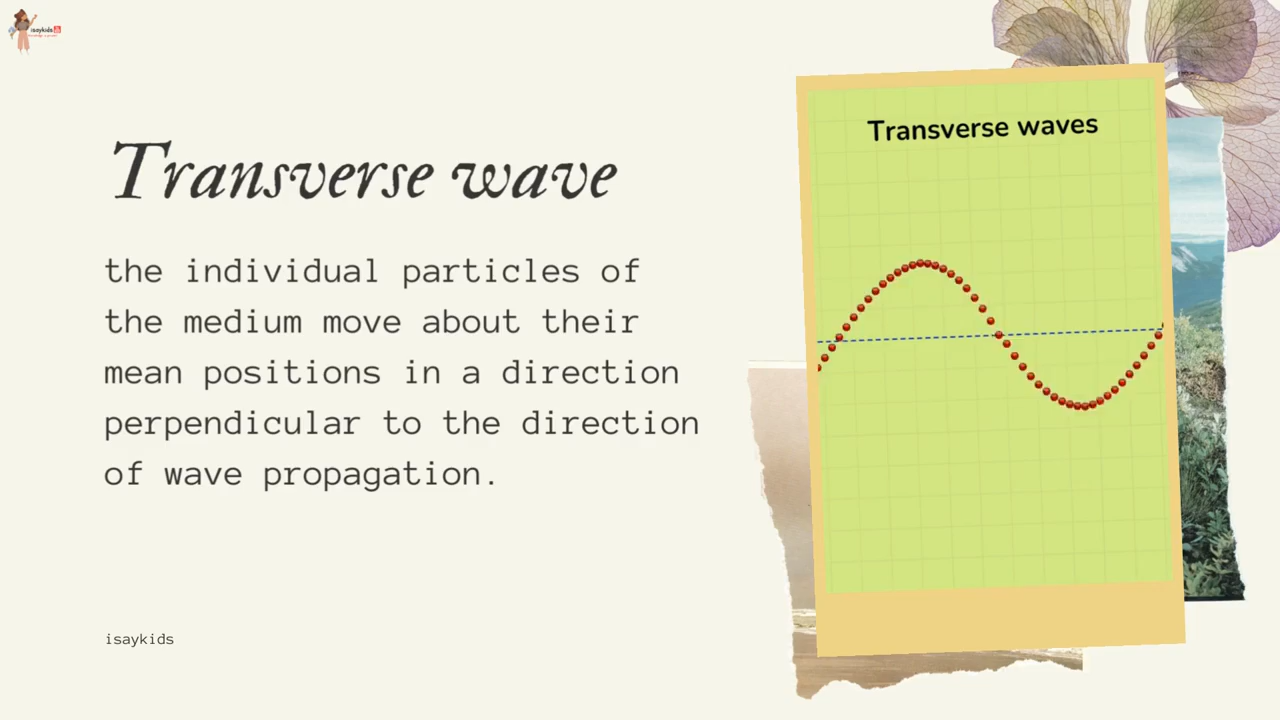 isaykids
Transverse wave
the individual particles of
the medium move about their
mean positions in a direction
perpendicular to the direction
of wave propagation.
isaykids
Transverse waves